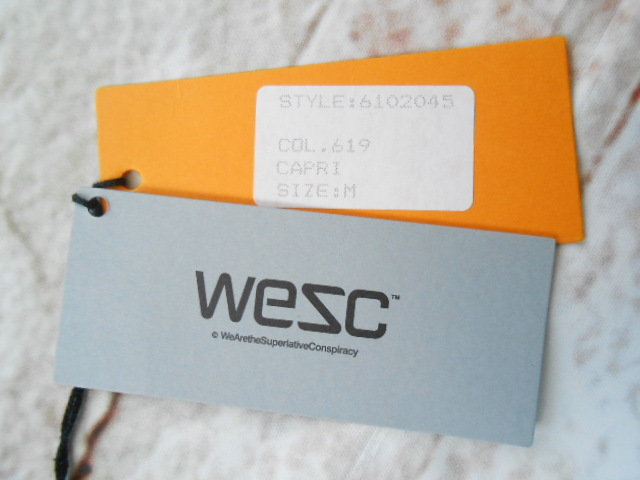 STYLE:6102045
COL.619
CAPRI
SIZE:M
wesc™
© WeAretheSuperlativeConspiracy